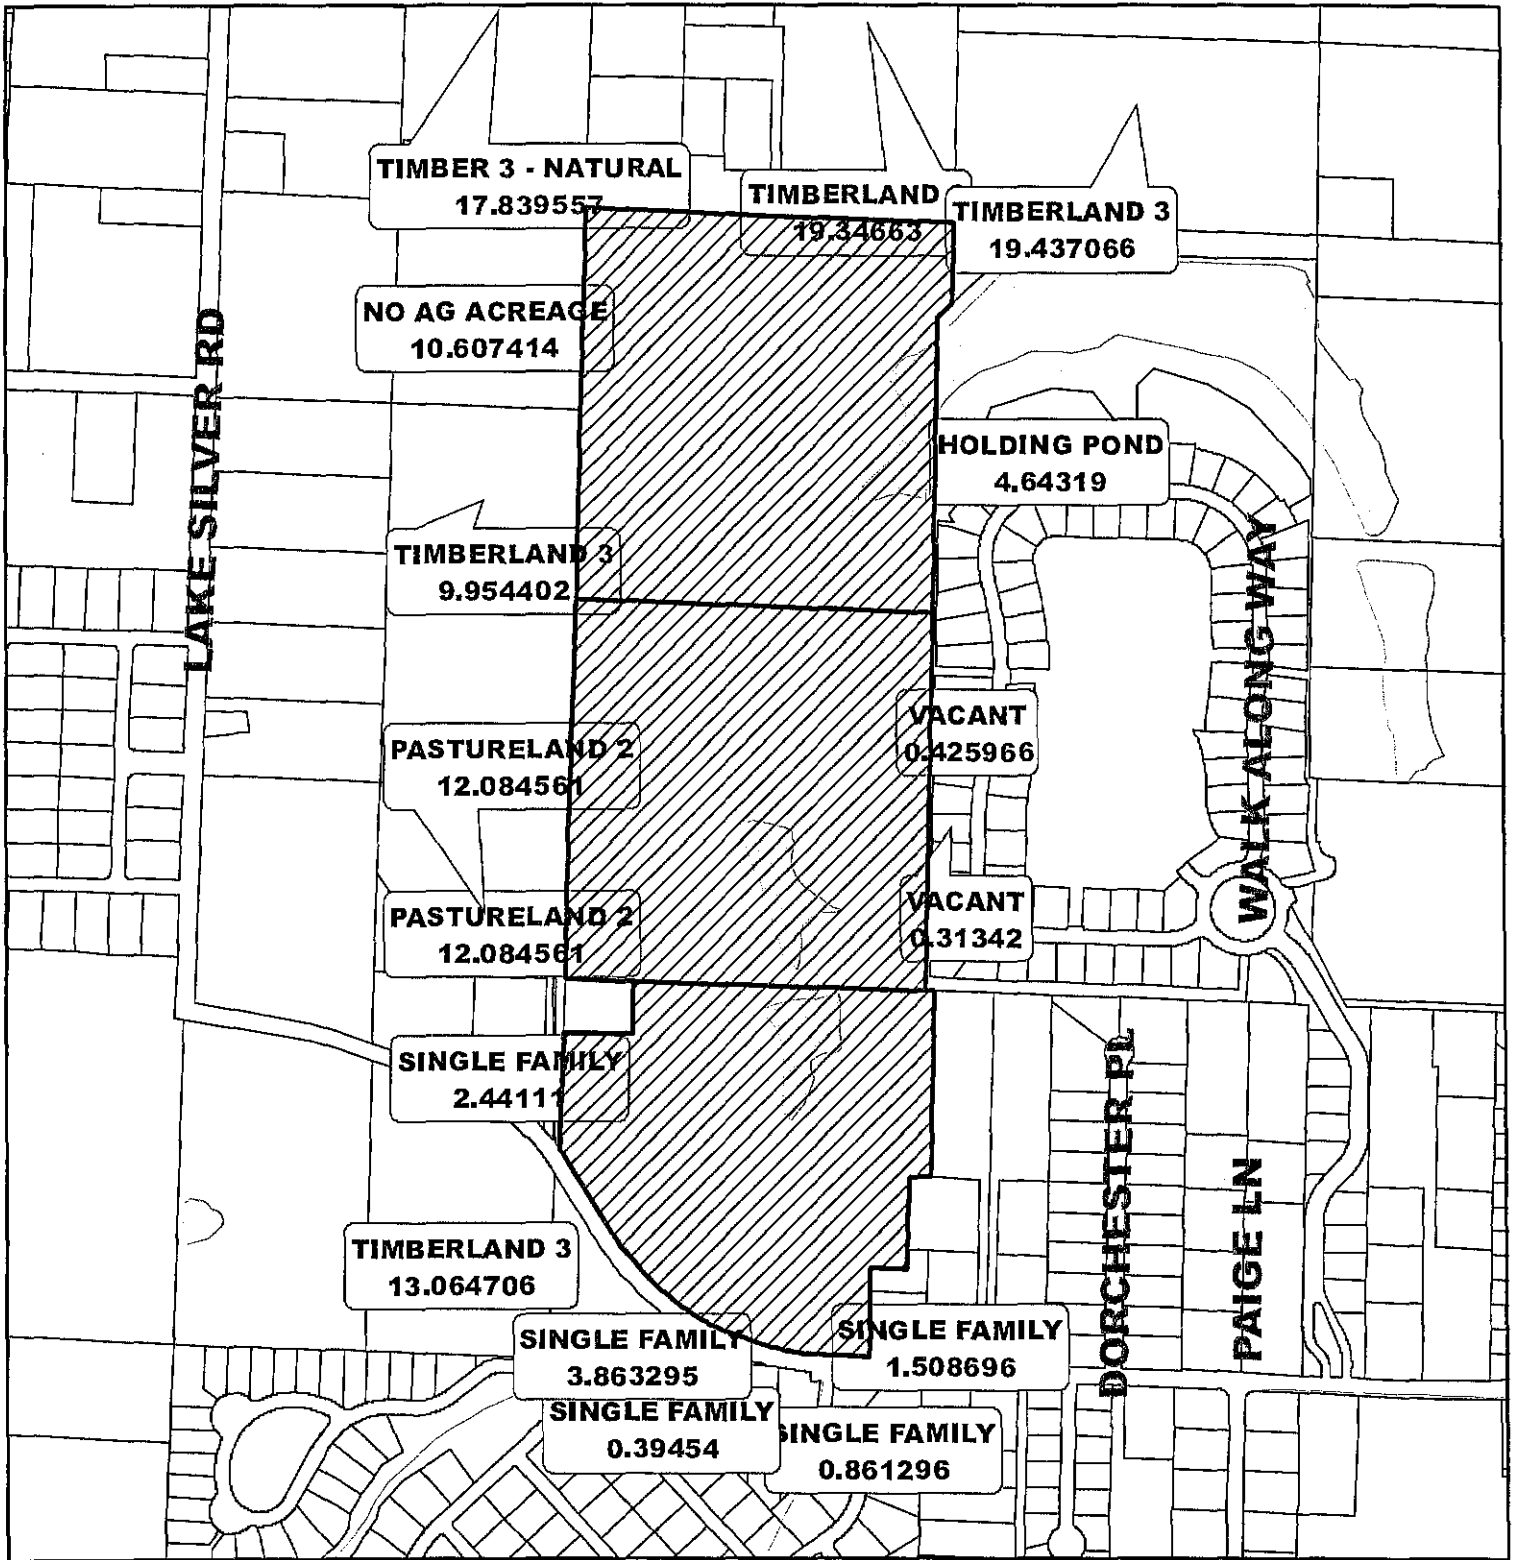 TIMBER 3 - NATURAL
17.839557
TIMBERLAND
19.34663
TIMBERLAND 3
19.437066
NO AG ACREAGE
10.607414
LAKE SILVER RD
HOLDING POND
4.64319
TIMBERLAND 3
9.954402
WALK ALONG WAY
VACANT
0.425966
PASTURELAND 2
12.084561
PASTURELAND 2
12.084561
VACANT
0.31342
SINGLE FAMILY
2.44111
DORCHESTER PL
PAIGE LN
TIMBERLAND 3
13.064706
SINGLE FAMILY
3.863295
SINGLE FAMILY
1.508696
SINGLE FAMILY
0.39454
SINGLE FAMILY
0.861296